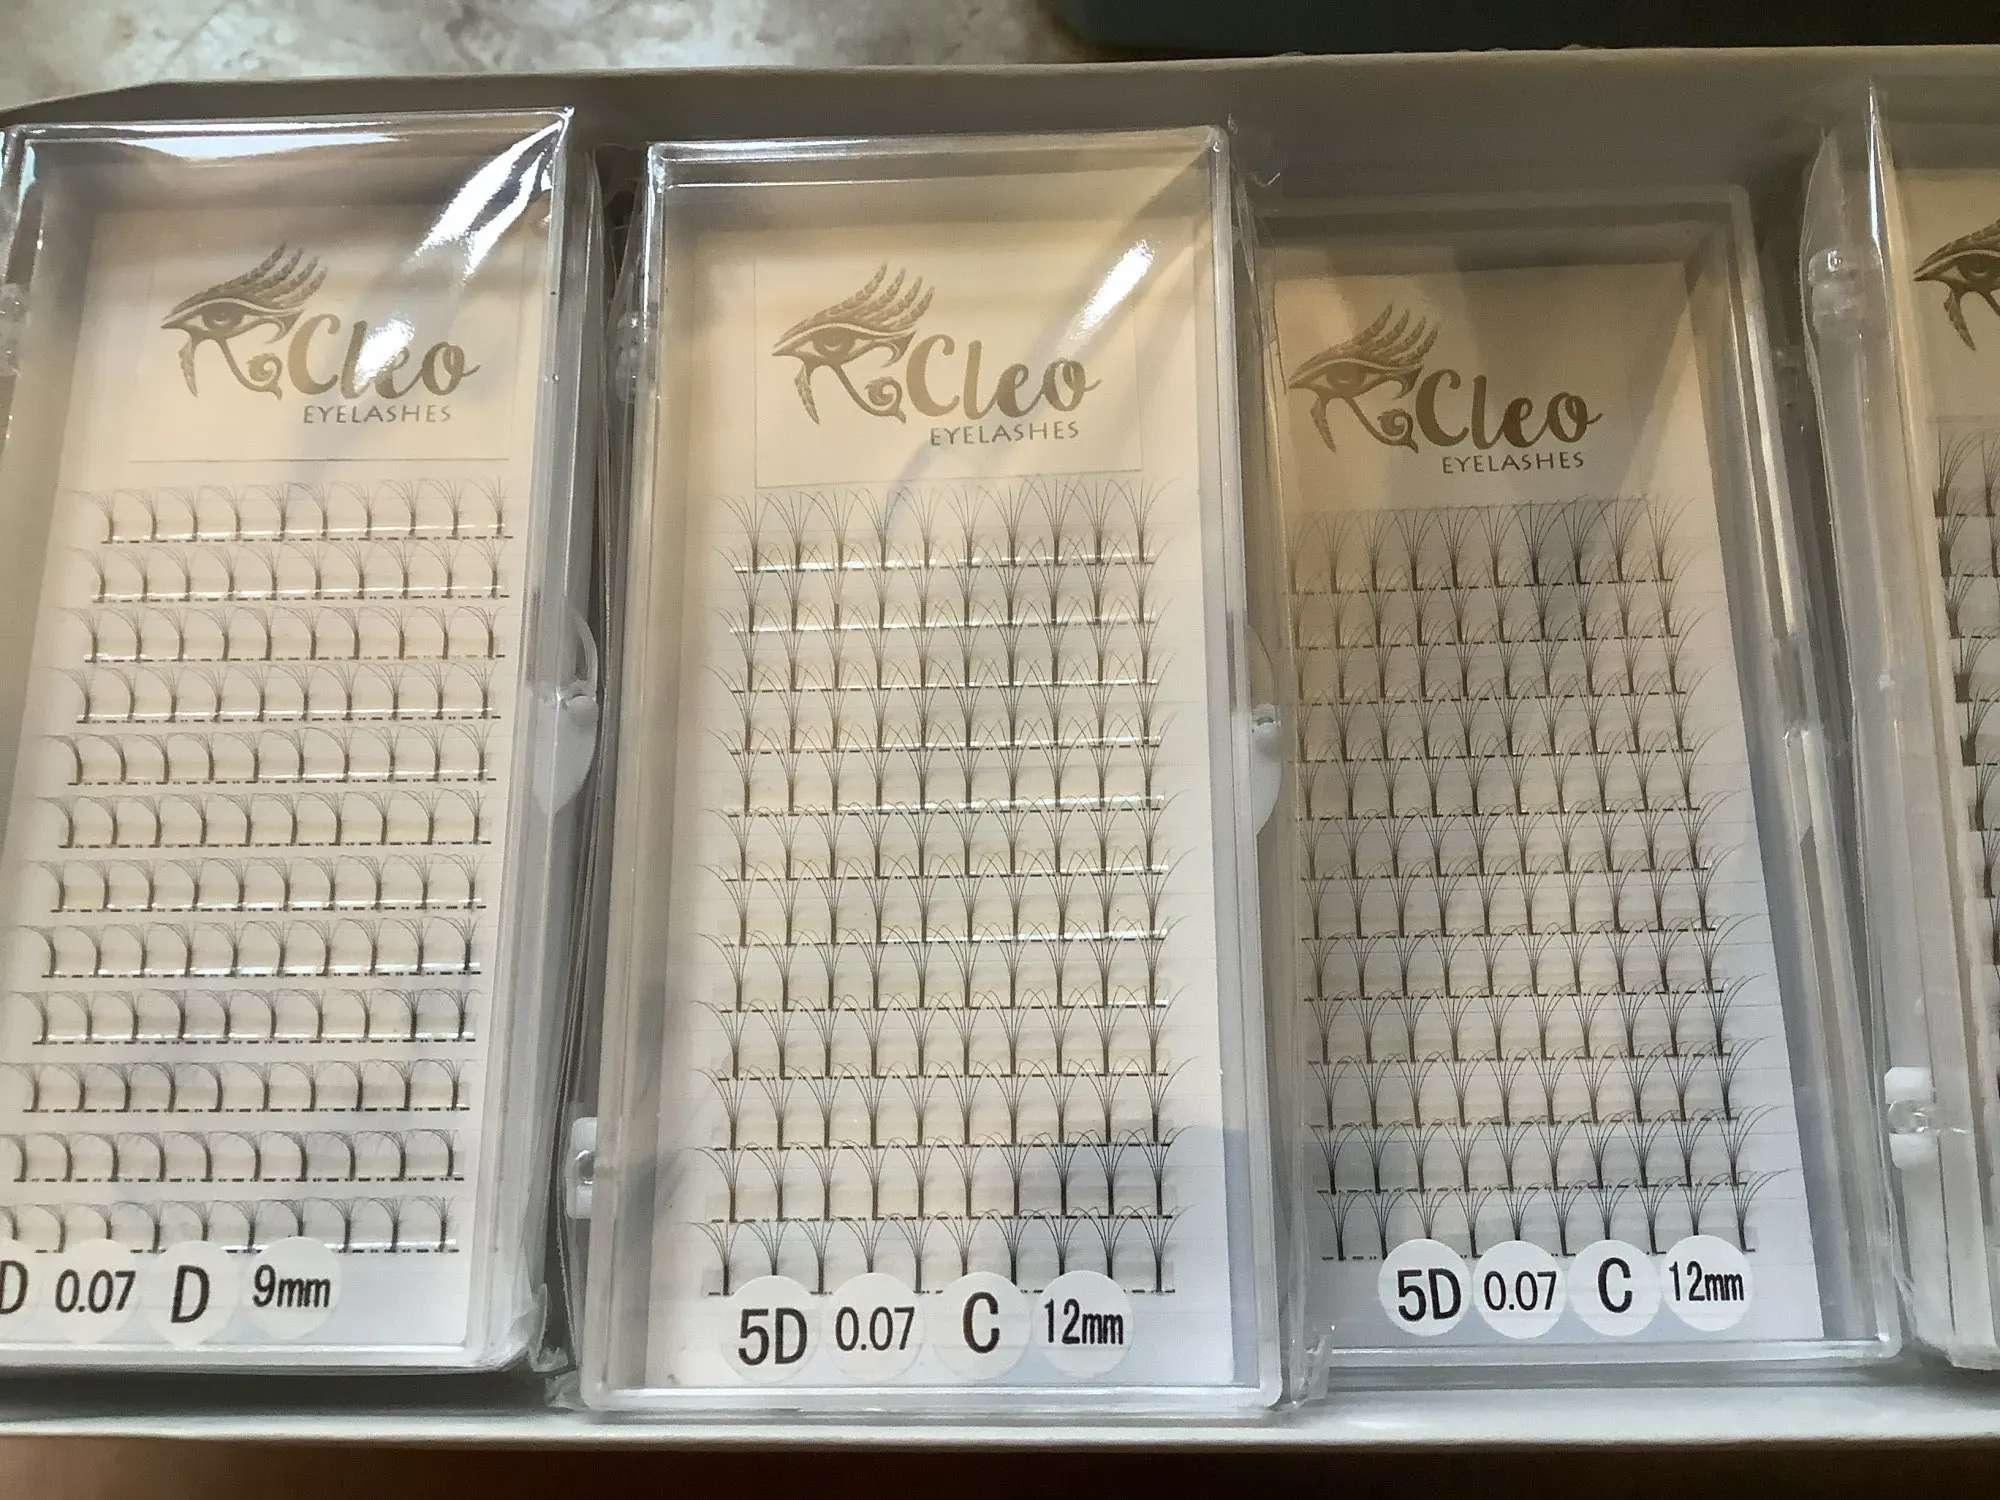 Cleo
EYELASHES
D 0.07 D 9mm
Cleo
EYELASHES
5D 0.07 C 12mm
Cleo
EYELASHES
5D 0.07 C 12mm